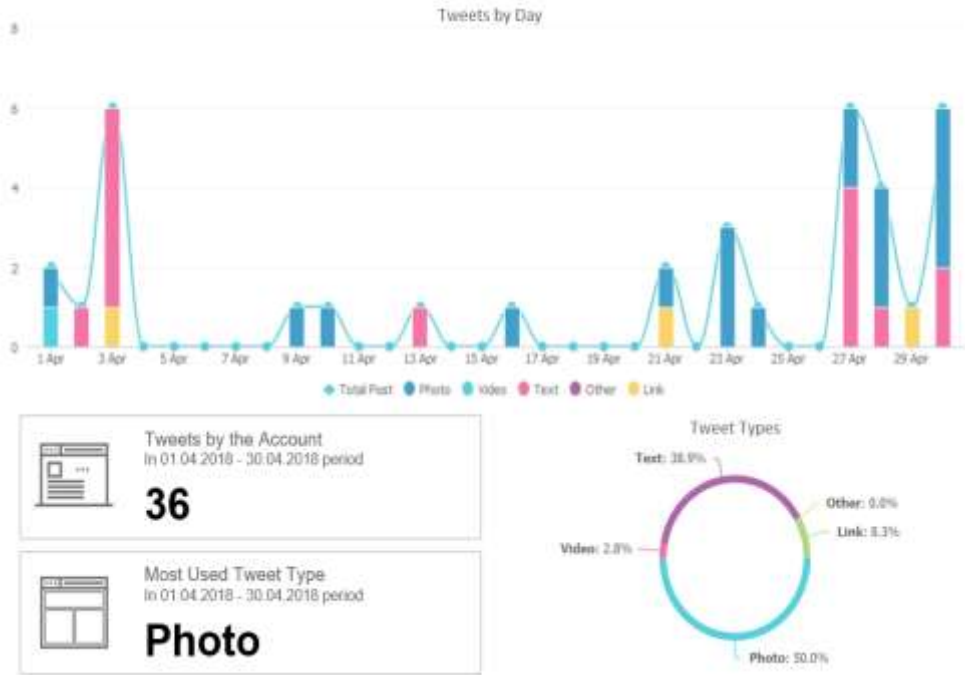 Tweets by Day
8
6
4
2
0
1 Apr 3 Apr 5 Apr 7 Apr 9 Apr 11 Apr 13 Apr 15 Apr 17 Apr 19 Apr 21 Apr 23 Apr 25 Apr 27 Apr 29 Apr
Total Post Photo Video Text Other Link
Tweets by the Account
In 01.04.2018 - 30.04.2018 period
36
Most Used Tweet Type
In 01.04.2018 - 30.04.2018 period
Photo
Tweet Types
Text: 38.9%
Other: 0.0%
Link: 8.3%
Video: 2.8%
Photo: 50.0%